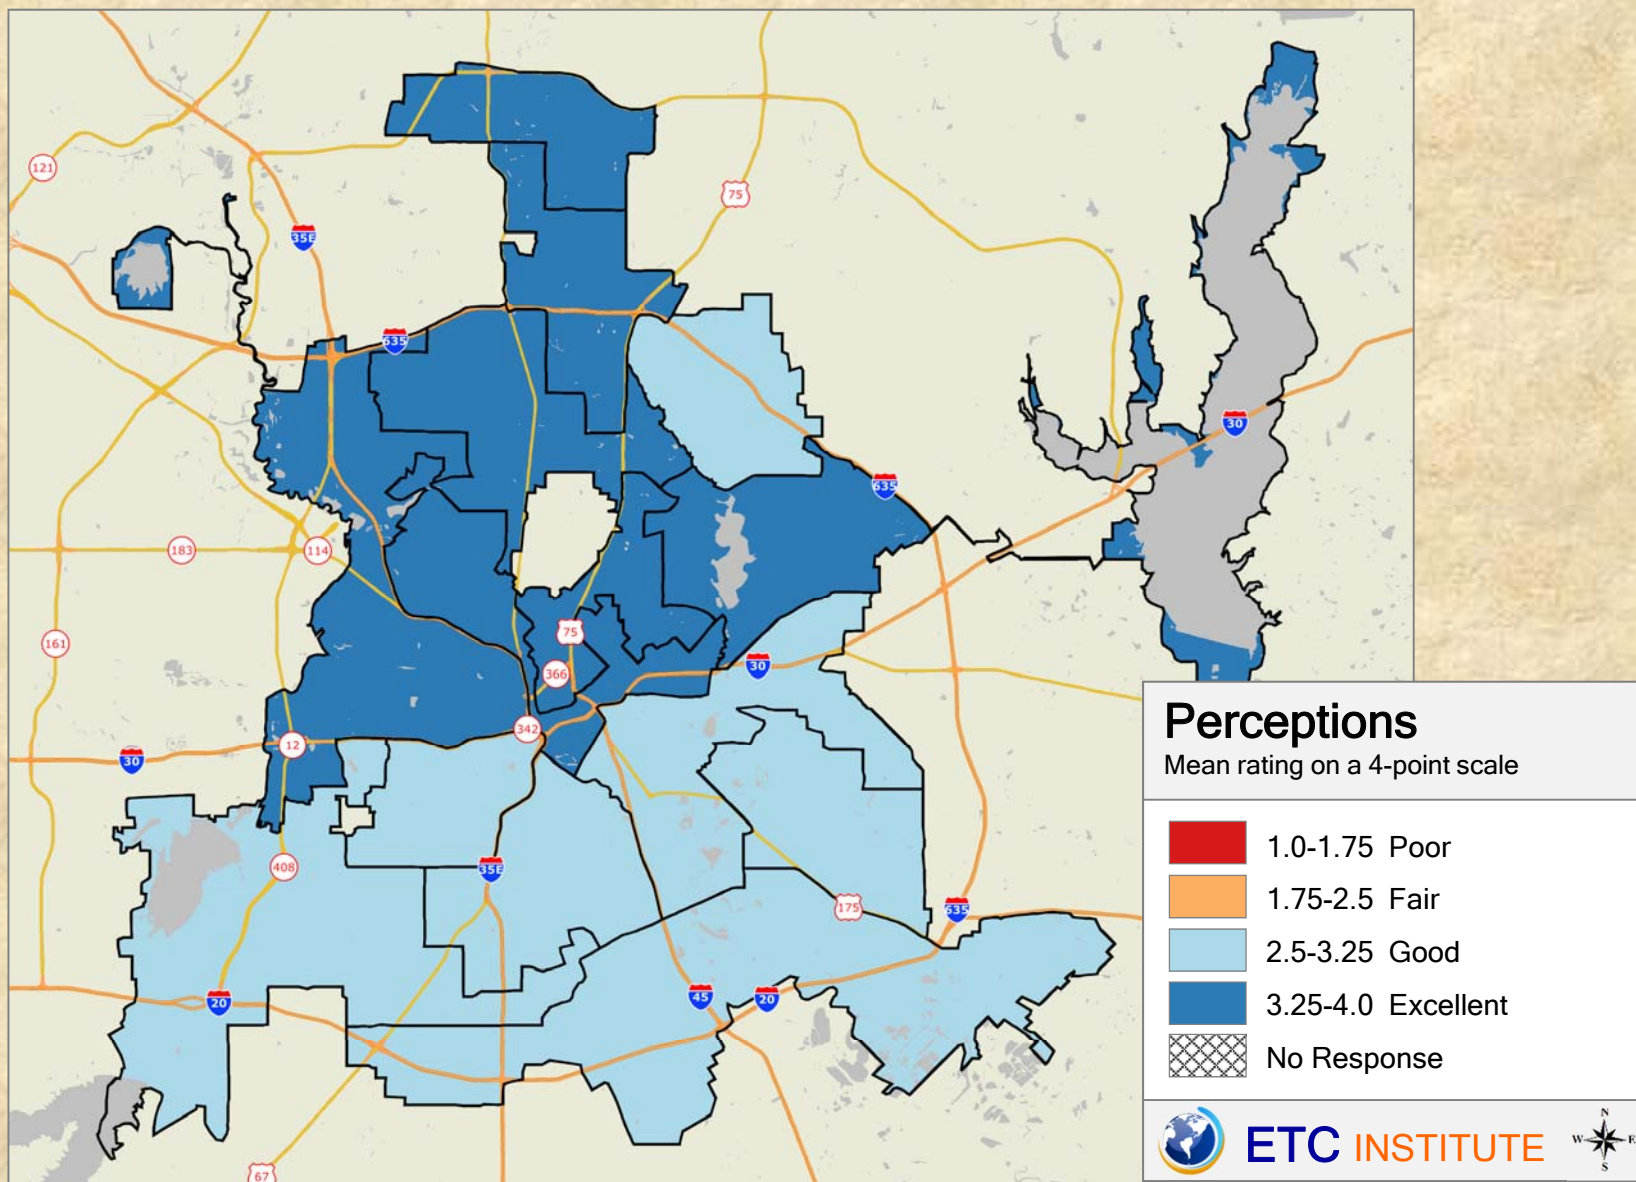 121
75
35E
635
30
635
183
114
161
75
366
30
342
12
30
408
35E
175
635
20
45
20
67
Perceptions
Mean rating on a 4-point scale
1.0-1.75 Poor
1.75-2.5 Fair
2.5-3.25 Good
3.25-4.0 Excellent
No Response
ETC INSTITUTE
N
W E
S